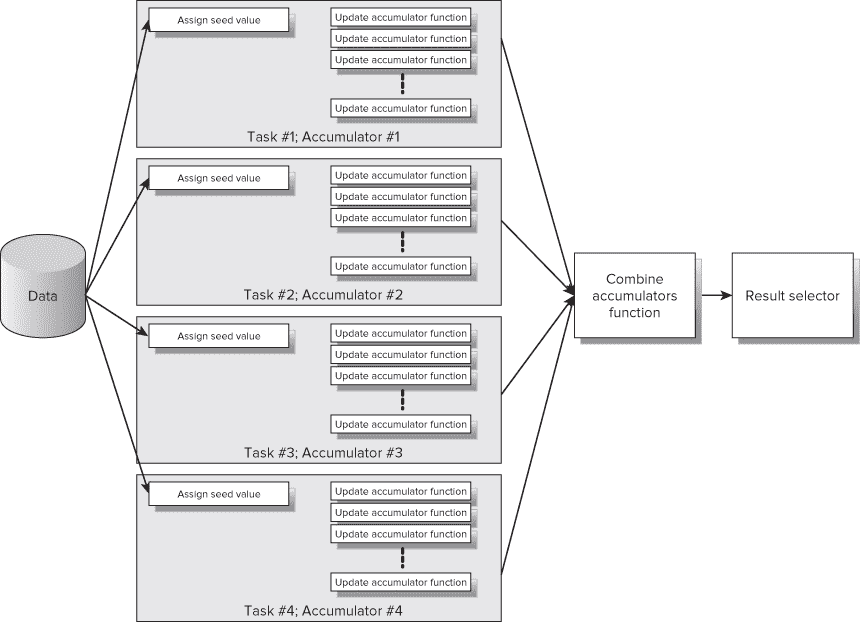 Assign seed value
Update accumulator function
Update accumulator function
Update accumulator function
Update accumulator function
Task #1; Accumulator #1
Assign seed value
Update accumulator function
Update accumulator function
Update accumulator function
Update accumulator function
Task #2; Accumulator #2
Data
Assign seed value
Update accumulator function
Update accumulator function
Update accumulator function
Update accumulator function
Task #3; Accumulator #3
Assign seed value
Update accumulator function
Update accumulator function
Update accumulator function
Update accumulator function
Task #4; Accumulator #4
Combine
accumulators
function
Result selector